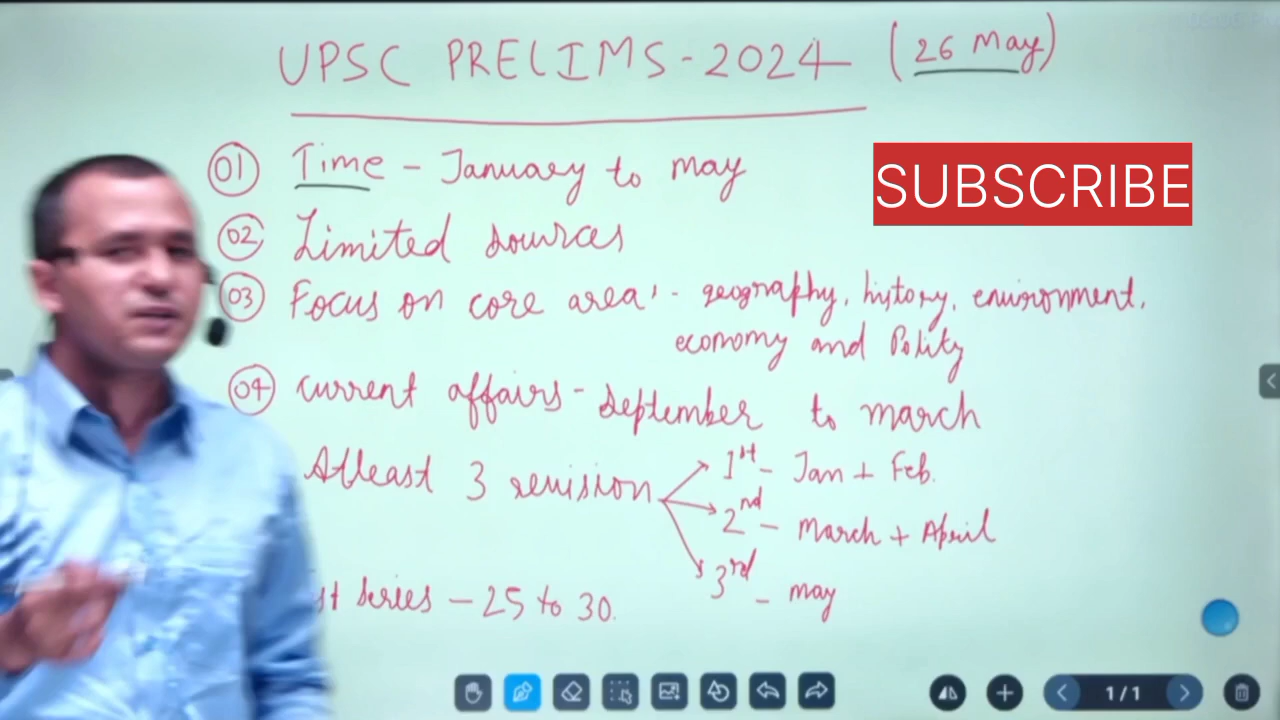 UPSC PRELIMS-2024 (26 May)
01 Time - January to may
SUBSCRIBE
02 Limited sources
03 Focus on core area - geography, history, environment,
economy and Polity
04 current affairs - September to march
Atleast 3 revision 1st - Jan + Feb.
2nd - March + April
3rd - may
st series - 25 to 30.
1/1